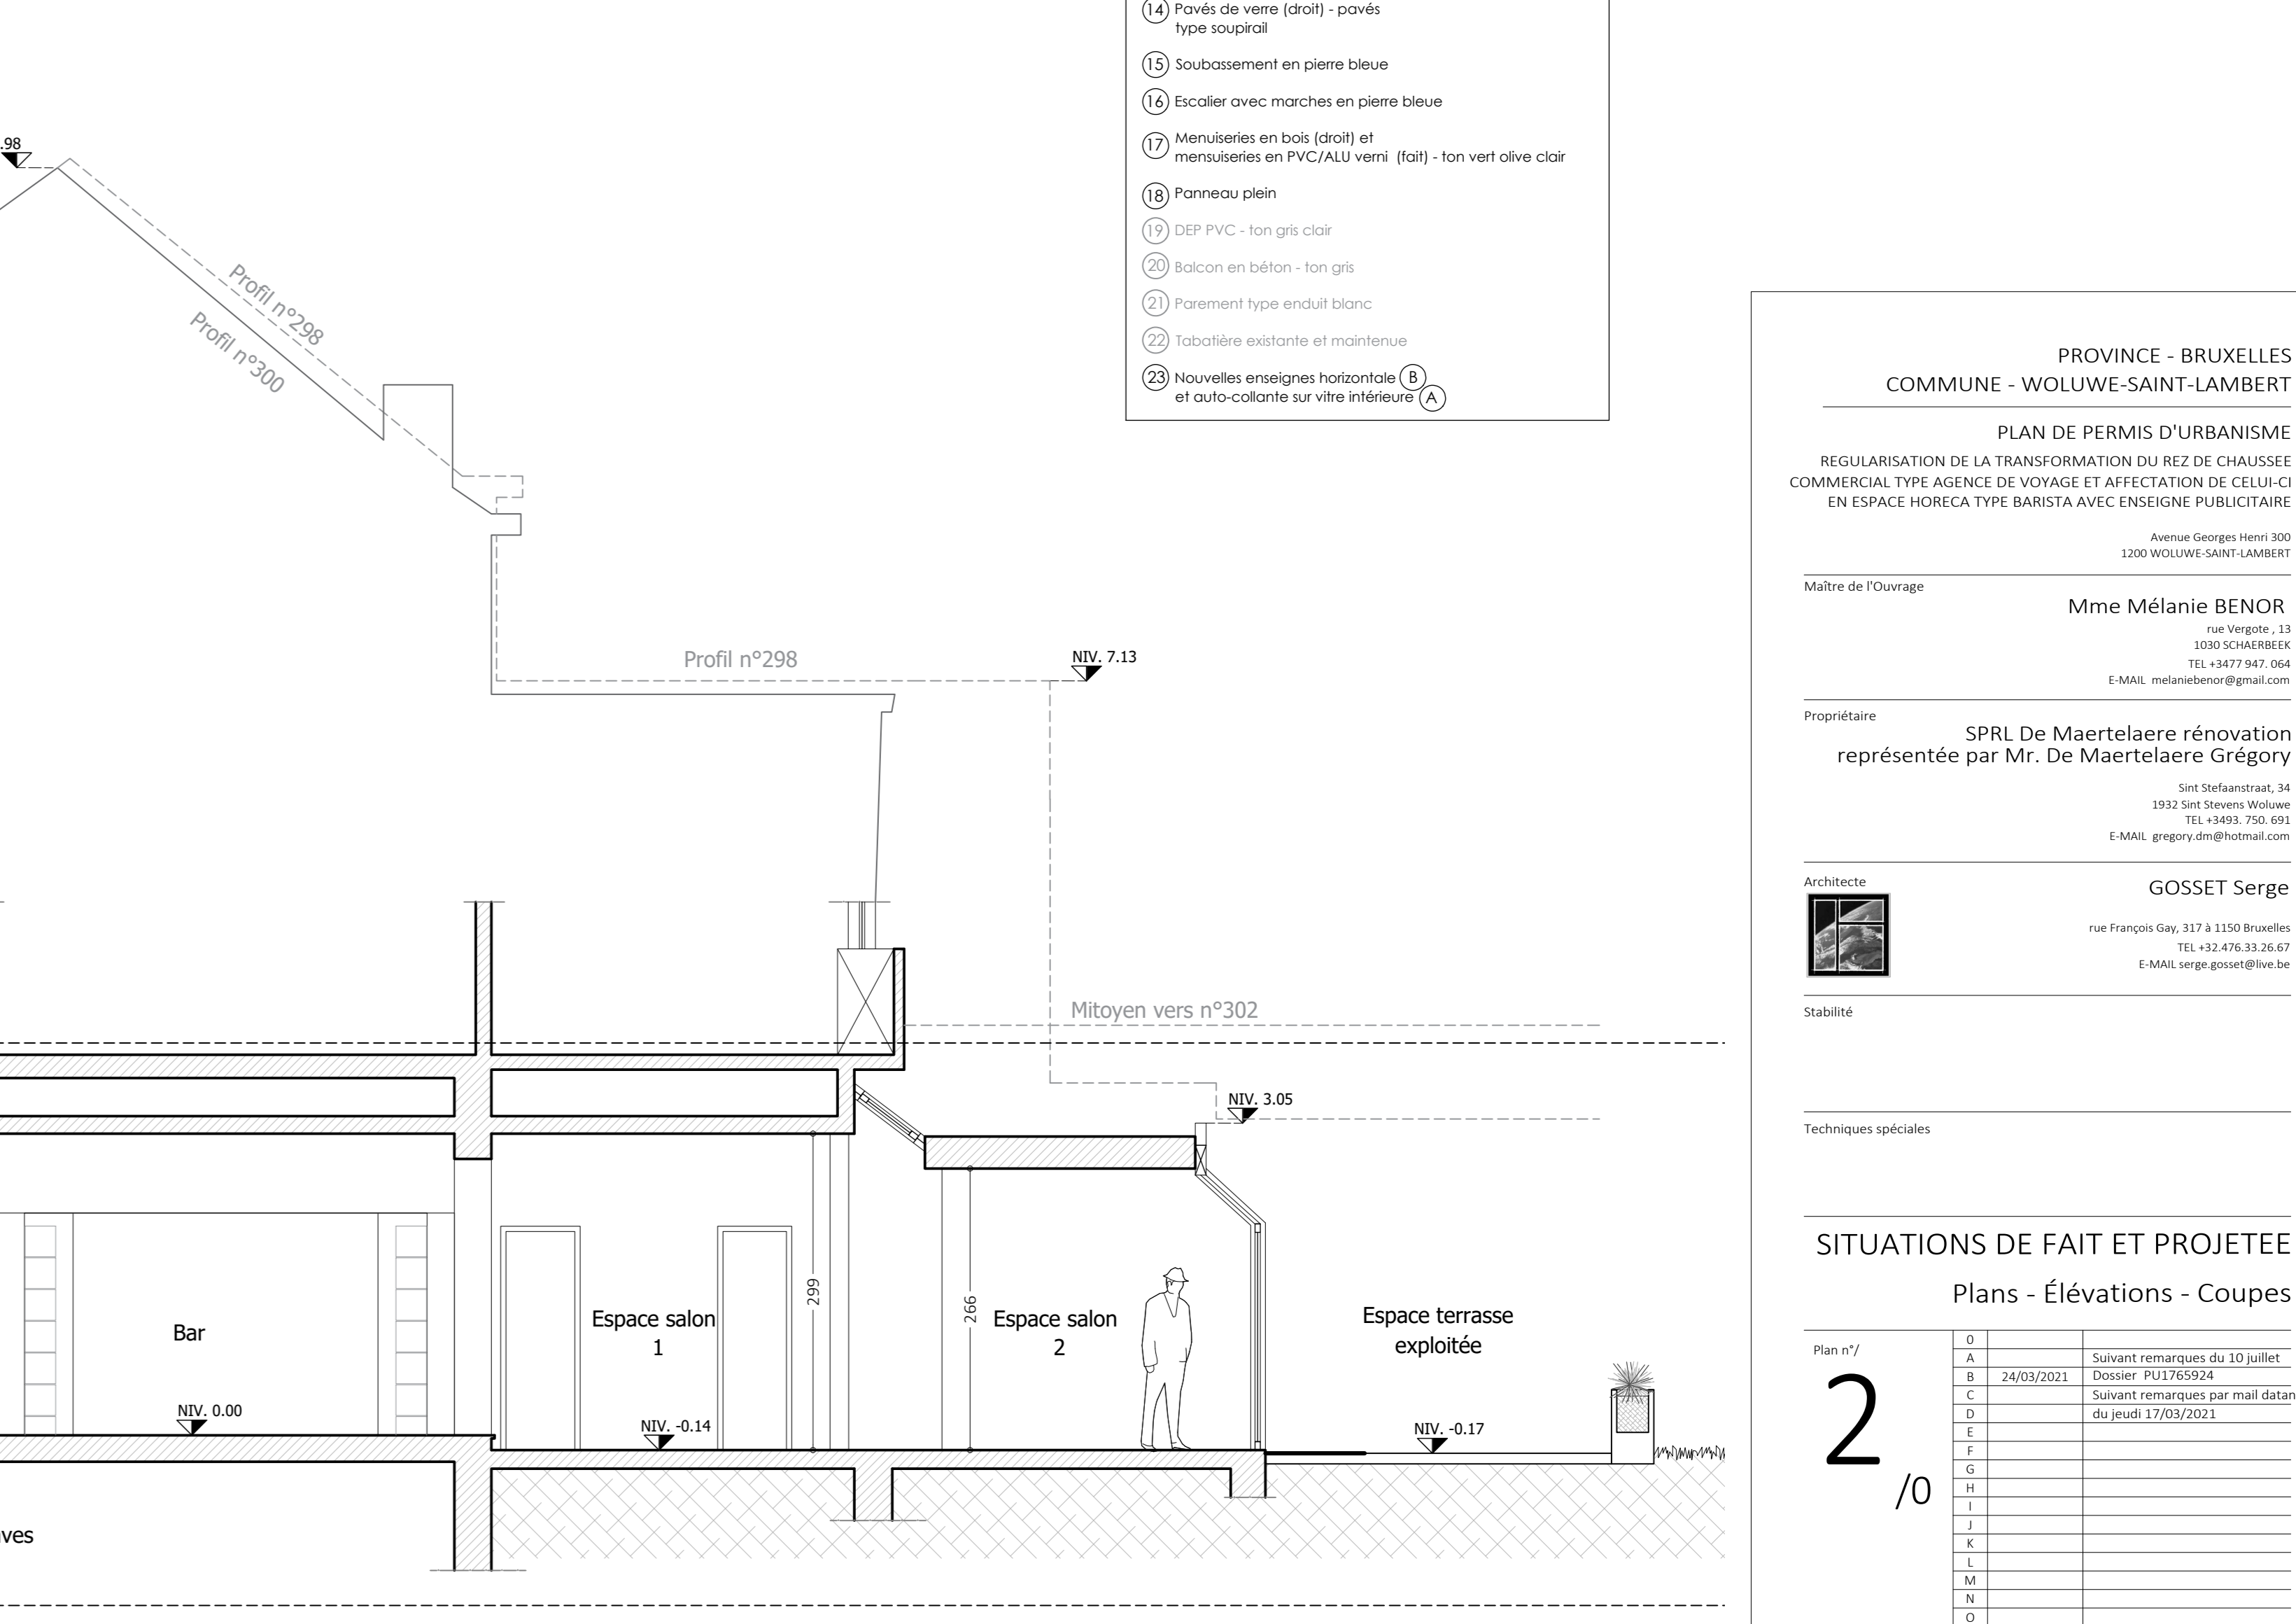 14 Pavés de verre (droit) - pavés
type soupirail
15 Soubassement en pierre bleue
16 Escalier avec marches en pierre bleue
17 Menuiseries en bois (droit) et
mensuiseries en PVC/ALU verni (fait) - ton vert olive clair
18 Panneau plein
19 DEP PVC - ton gris clair
20 Balcon en béton - ton gris
21 Parement type enduit blanc
22 Tabatière existante et maintenue
23 Nouvelles enseignes horizontale B
et auto-collante sur vitre intérieure A
.98
Profil n°298
Profil n°300
Profil n°298
NIV. 7.13
Mitoyen vers n°302
NIV. 3.05
299
266
Bar
Espace salon
1
Espace salon
2
Espace terrasse
exploitée
NIV. 0.00
NIV. -0.14
NIV. -0.17
ves
PROVINCE - BRUXELLES
COMMUNE - WOLUWE-SAINT-LAMBERT
PLAN DE PERMIS D'URBANISME
REGULARISATION DE LA TRANSFORMATION DU REZ DE CHAUSSEE
COMMERCIAL TYPE AGENCE DE VOYAGE ET AFFECTATION DE CELUI-CI
EN ESPACE HORECA TYPE BARISTA AVEC ENSEIGNE PUBLICITAIRE
Avenue Georges Henri 300
1200 WOLUWE-SAINT-LAMBERT
Maître de l'Ouvrage
Mme Mélanie BENOR
rue Vergote , 13
1030 SCHAERBEEK
TEL +3477 947. 064
E-MAIL melaniebenor@gmail.com
Propriétaire
SPRL De Maertelaere rénovation
représentée par Mr. De Maertelaere Grégory
Sint Stefaanstraat, 34
1932 Sint Stevens Woluwe
TEL +3493. 750. 691
E-MAIL gregory.dm@hotmail.com
Architecte
GOSSET Serge
rue François Gay, 317 à 1150 Bruxelles
TEL +32.476.33.26.67
E-MAIL serge.gosset@live.be
Stabilité
Techniques spéciales
SITUATIONS DE FAIT ET PROJETEE
Plans - Élévations - Coupes
Plan n°/
2
/0
0
A Suivant remarques du 10 juillet
B 24/03/2021 Dossier PU1765924
C Suivant remarques par mail datan
D du jeudi 17/03/2021
E
F
G
H
I
J
K
L
M
N
O